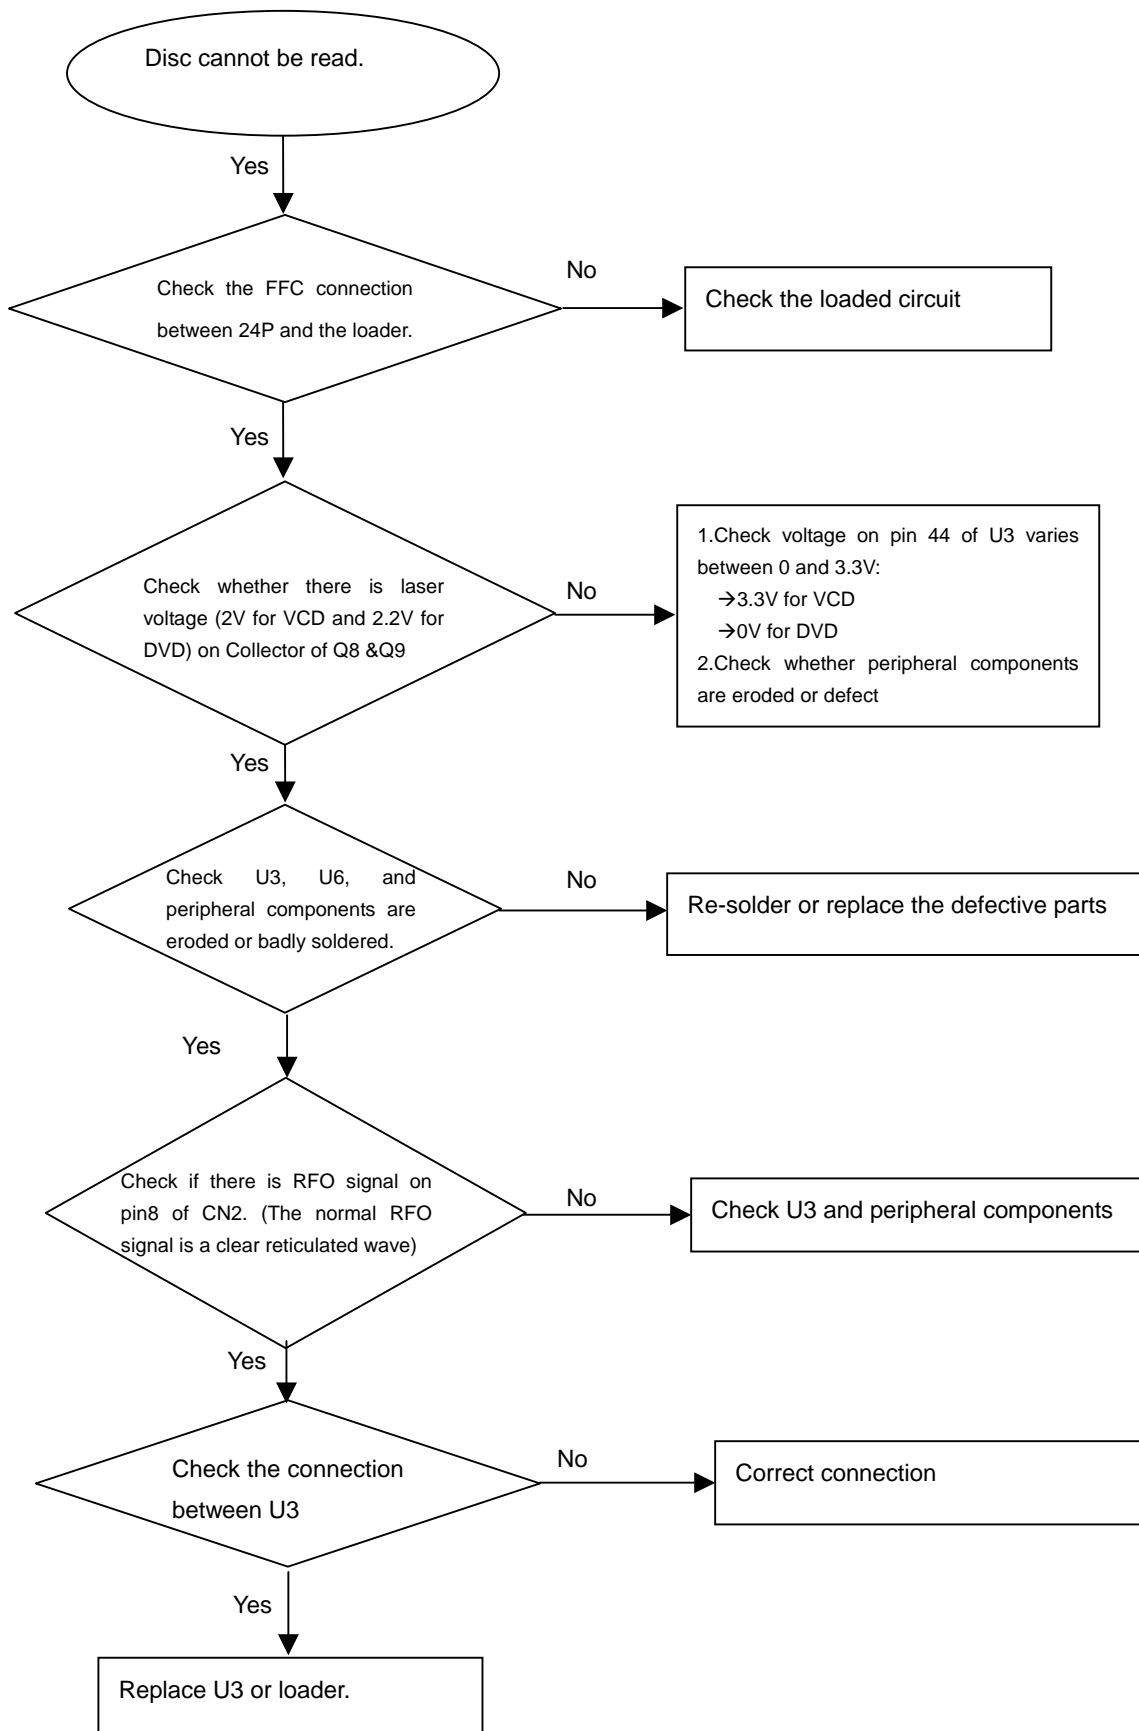 Disc cannot be read.
Yes
Check the FFC connection
between 24P and the loader.
No
Check the loaded circuit
Yes
Check whether there is laser
voltage (2V for VCD and 2.2V for
DVD) on Collector of Q8 &Q9
No
1.Check voltage on pin 44 of U3 varies
between 0 and 3.3V:
→3.3V for VCD
→0V for DVD
2.Check whether peripheral components
are eroded or defect
Yes
Check U3, U6, and
peripheral components are
eroded or badly soldered.
No
Re-solder or replace the defective parts
Yes
Check if there is RFO signal on
pin8 of CN2. (The normal RFO
signal is a clear reticulated wave)
No
Check U3 and peripheral components
Yes
Check the connection
between U3
No
Correct connection
Yes
Replace U3 or loader.